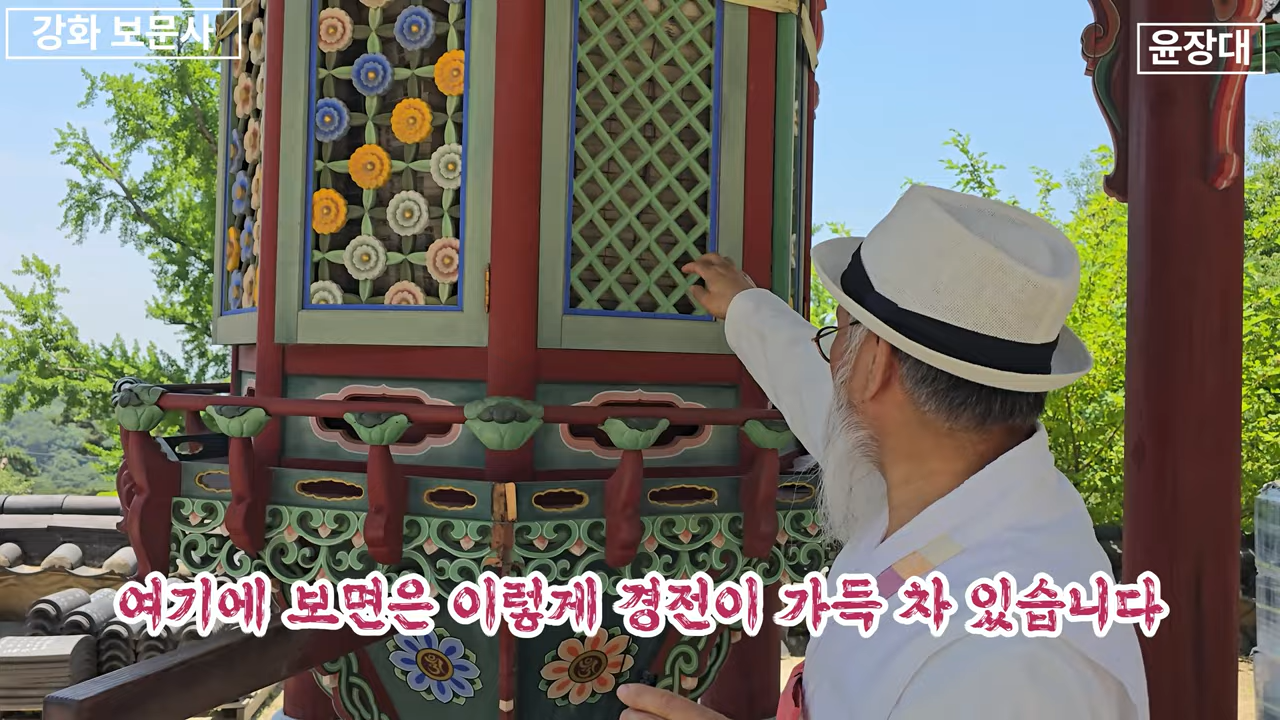 강화 보문사
윤장대
여기에 보면은 이렇게 경전이 가득 차 있습니다